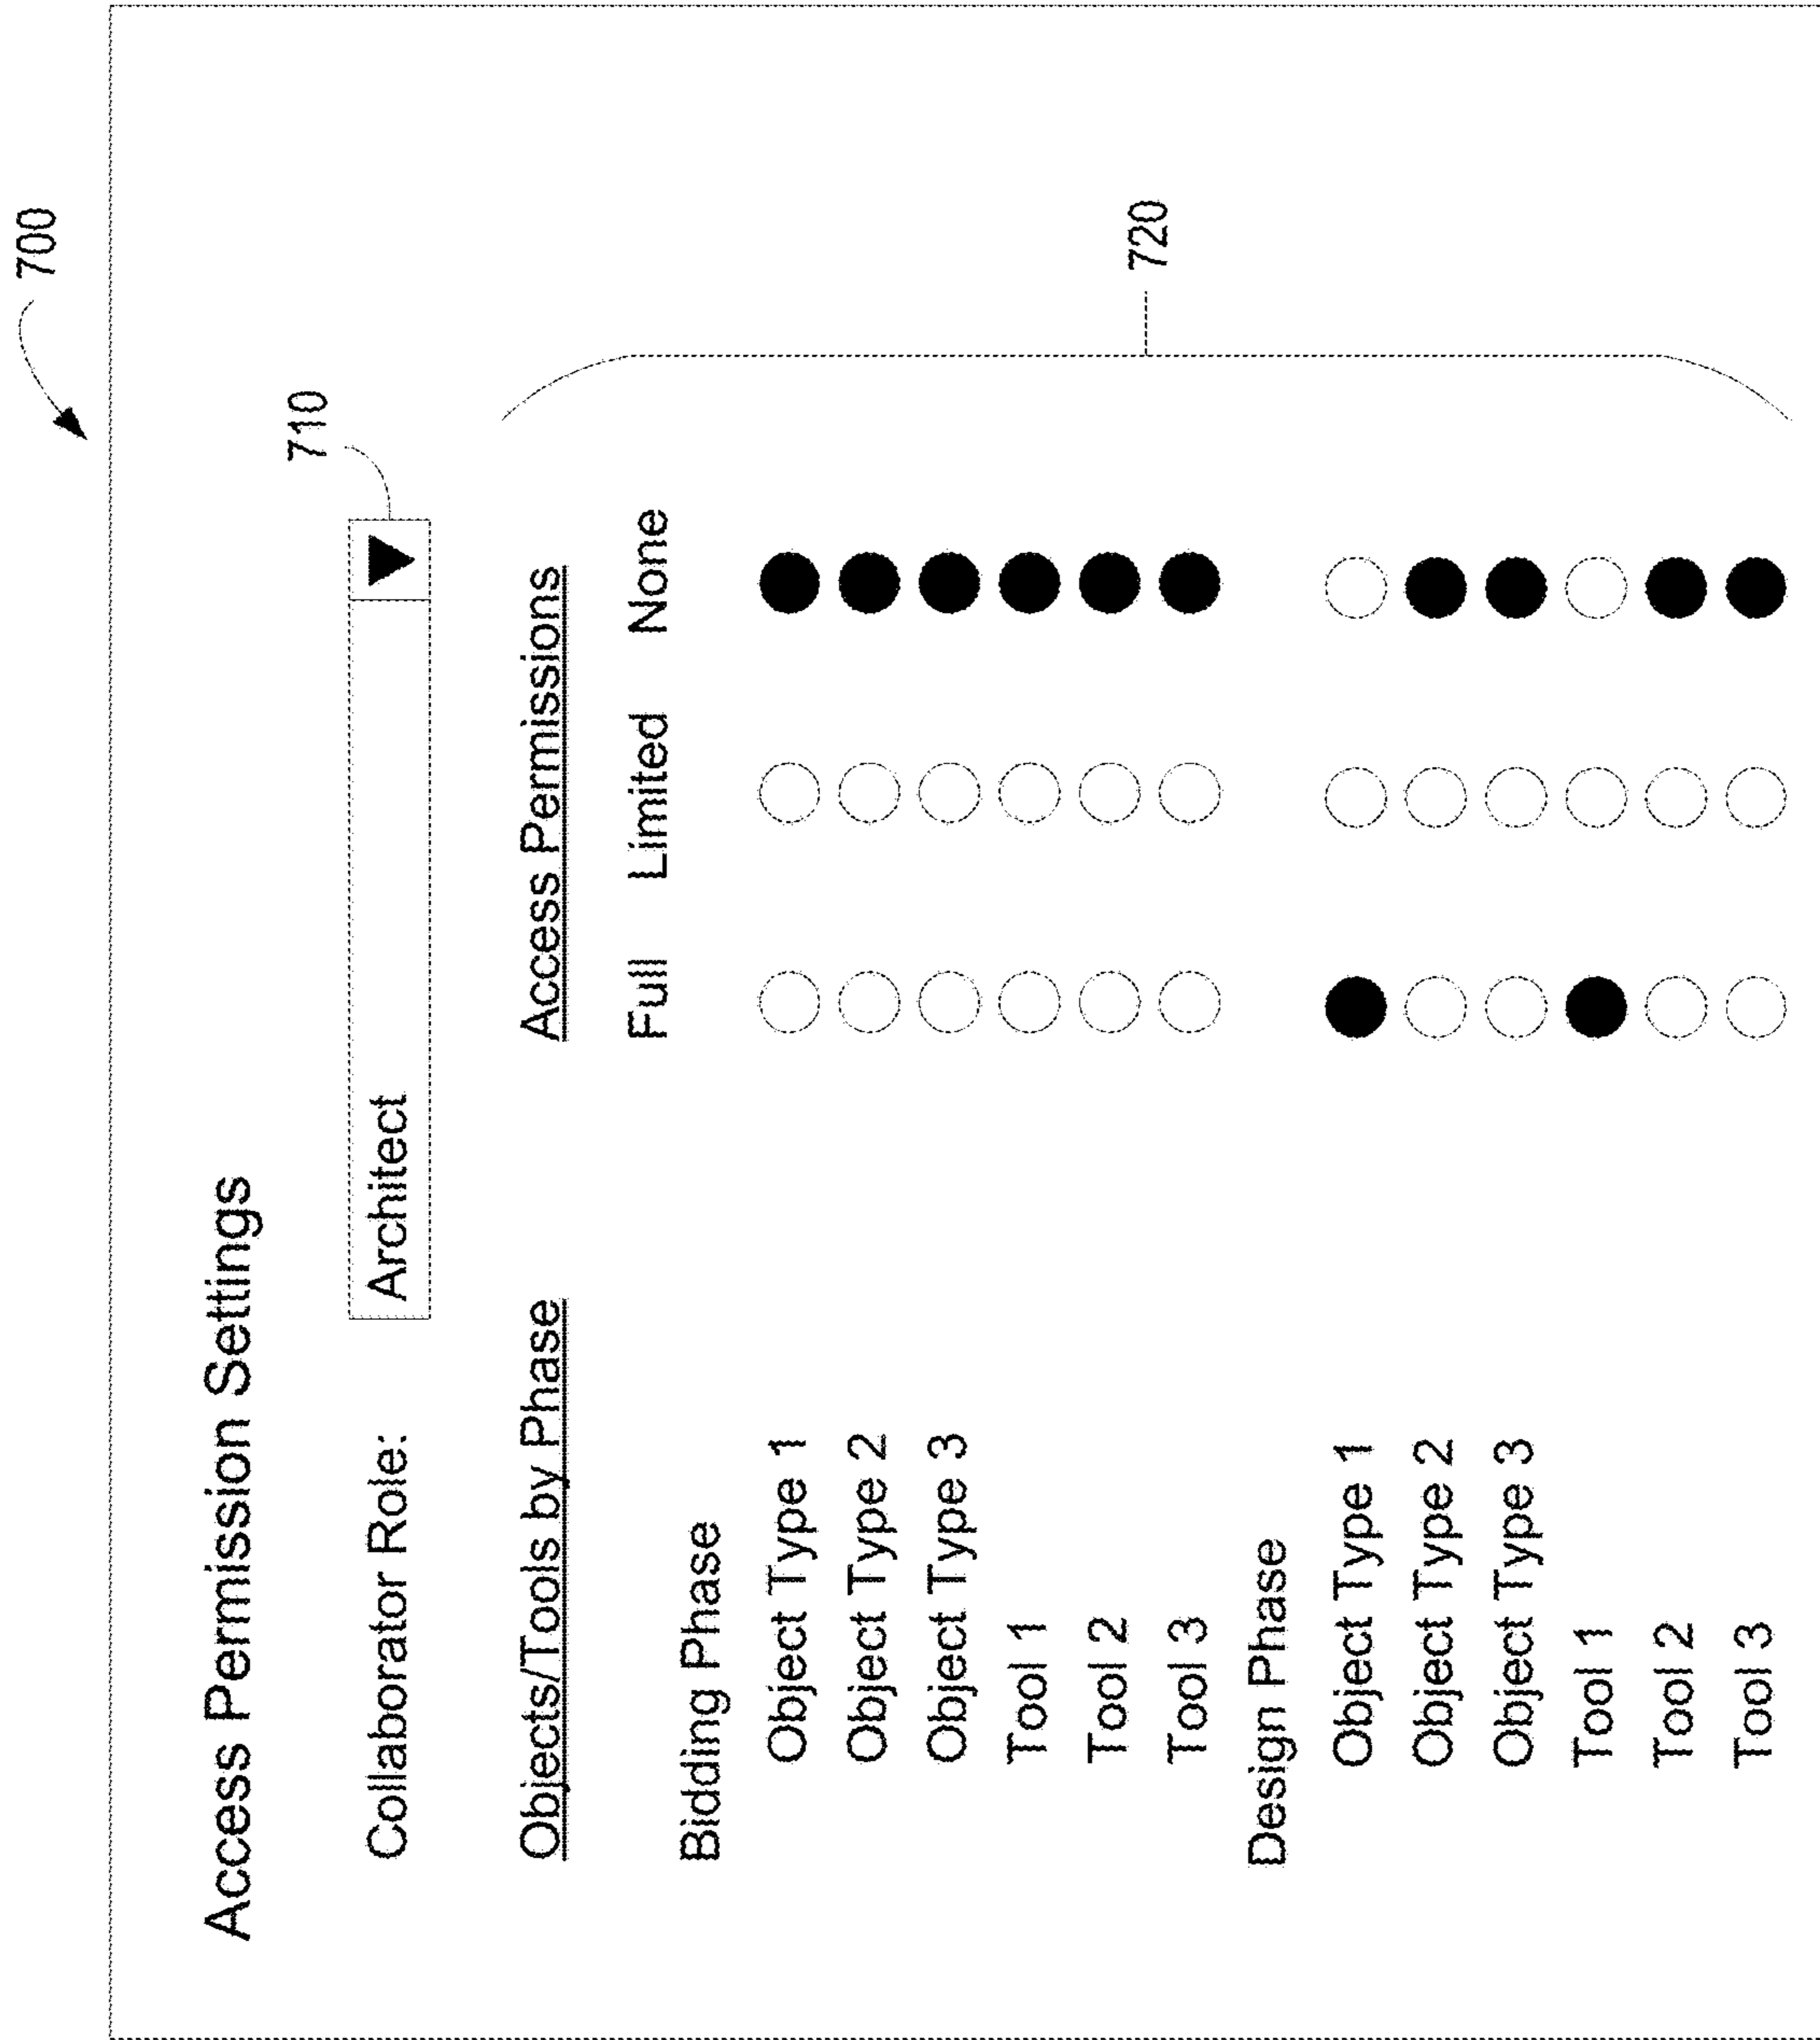 700
Access Permission Settings
710
Collaborator Role: Architect
Objects/Tools by Phase Access Permissions
Full Limited None
Bidding Phase
Object Type 1
Object Type 2
Object Type 3
Tool 1
Tool 2
Tool 3
720
Design Phase
Object Type 1
Object Type 2
Object Type 3
Tool 1
Tool 2
Tool 3